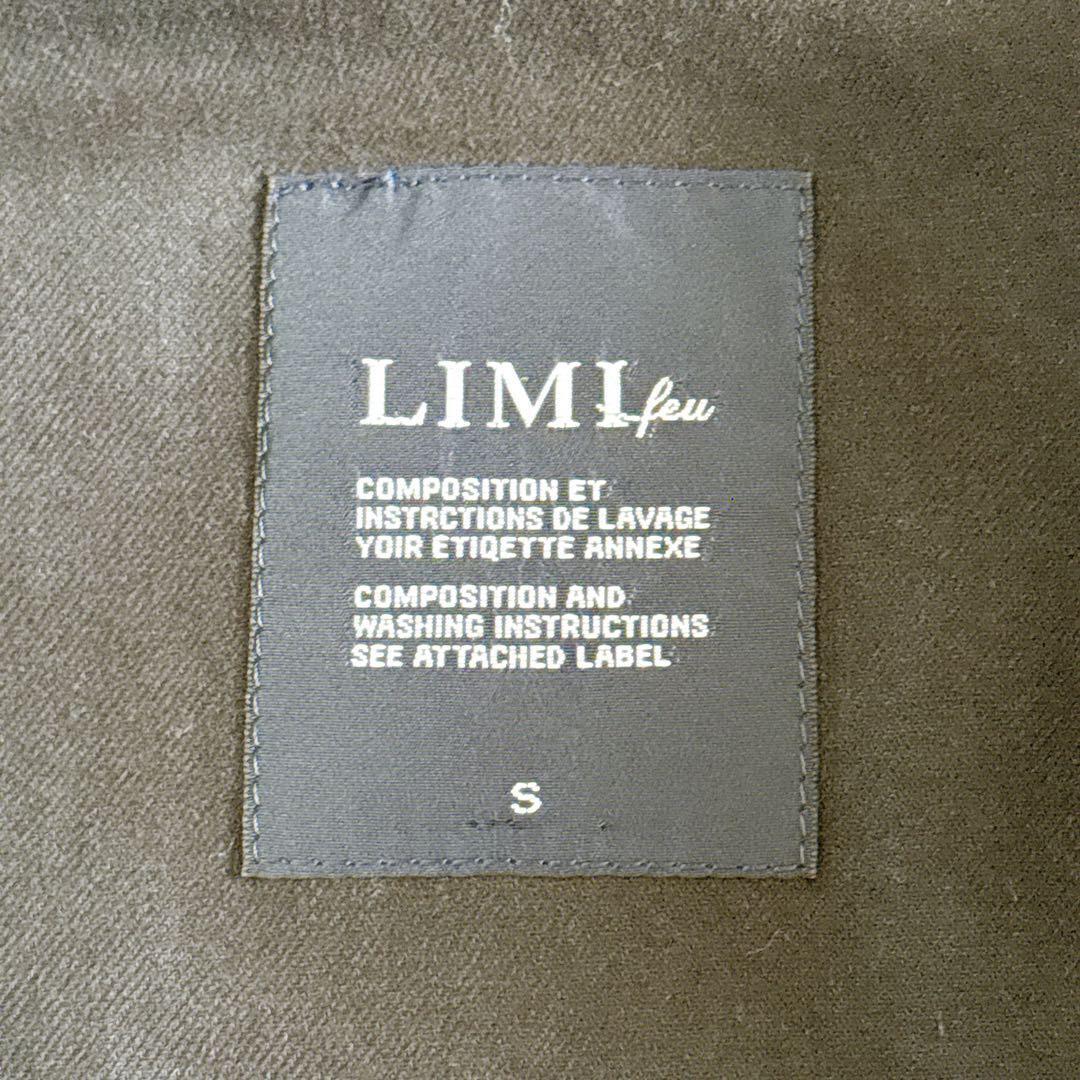 LIMI feu
COMPOSITION ET
INSTRCTIONS DE LAVAGE
YOIR ETIQETTE ANNEXE
COMPOSITION AND
WASHING INSTRUCTIONS
SEE ATTACHED LABEL
S